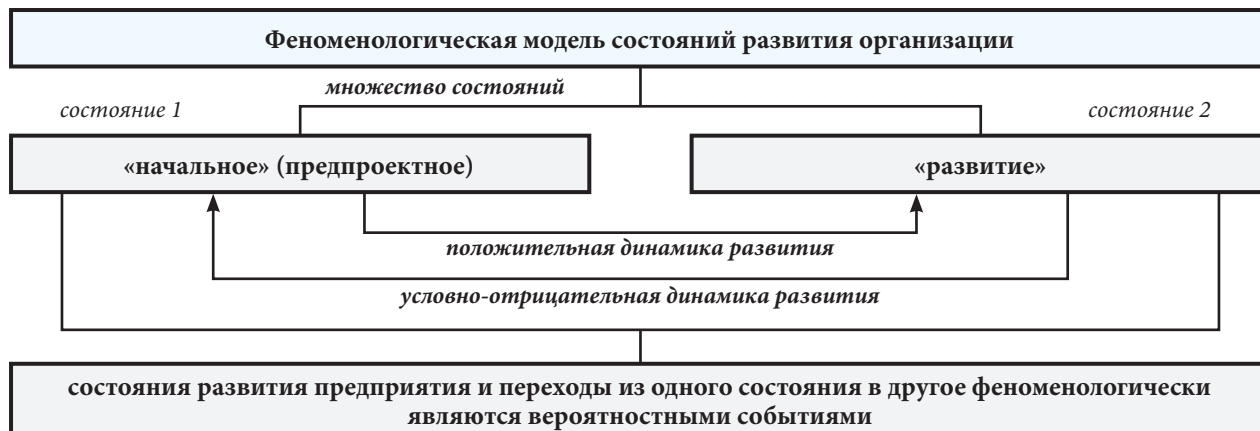 Феноменологическая модель состояний развития организации
множество состояний
состояние 1
состояние 2
«начальное» (предпроектное)
«развитие»
положительная динамика развития
условно-отрицательная динамика развития
состояния развития предприятия и переходы из одного состояния в другое феноменологически
являются вероятностными событиями